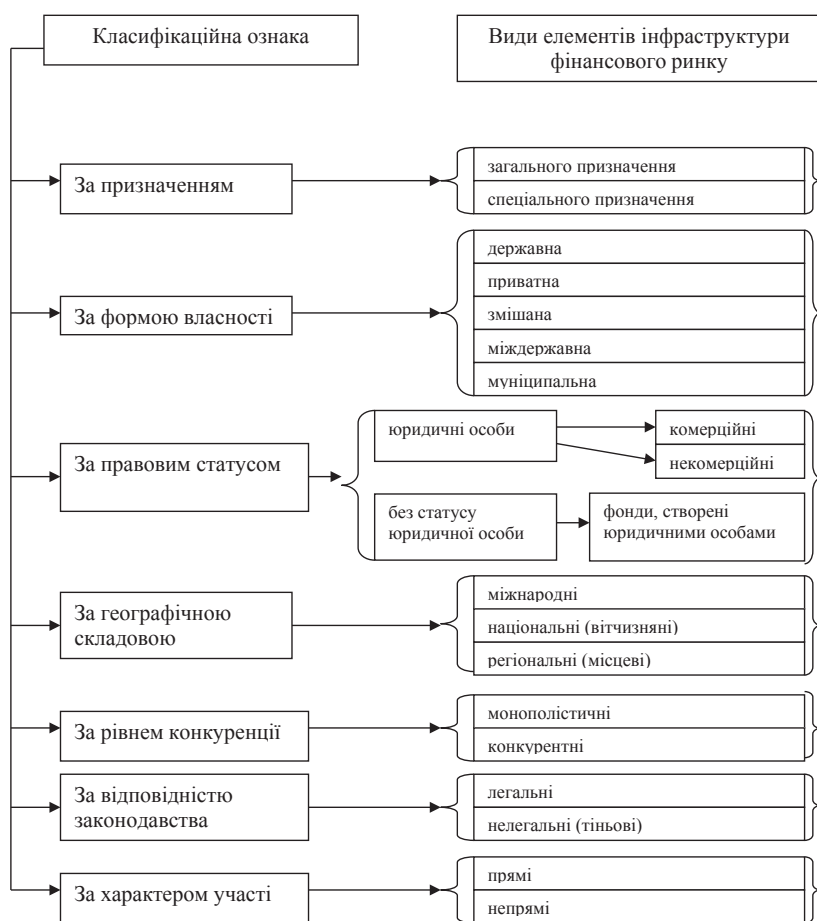 Класифікаційна ознака
Види елементів інфраструктури
фінансового ринку
За призначенням
загального призначення
спеціального призначення
За формою власності
державна
приватна
змішана
міждержавна
муніципальна
За правовим статусом
юридичні особи
комерційні
некомерційні
без статусу
юридичної особи
фонди, створені
юридичними особами
За географічною
складовою
міжнародні
національні (вітчизняні)
регіональні (місцеві)
За рівнем конкуренції
монополістичні
конкурентні
За відповідністю
законодавства
легальні
нелегальні (тіньові)
За характером участі
прямі
непрямі